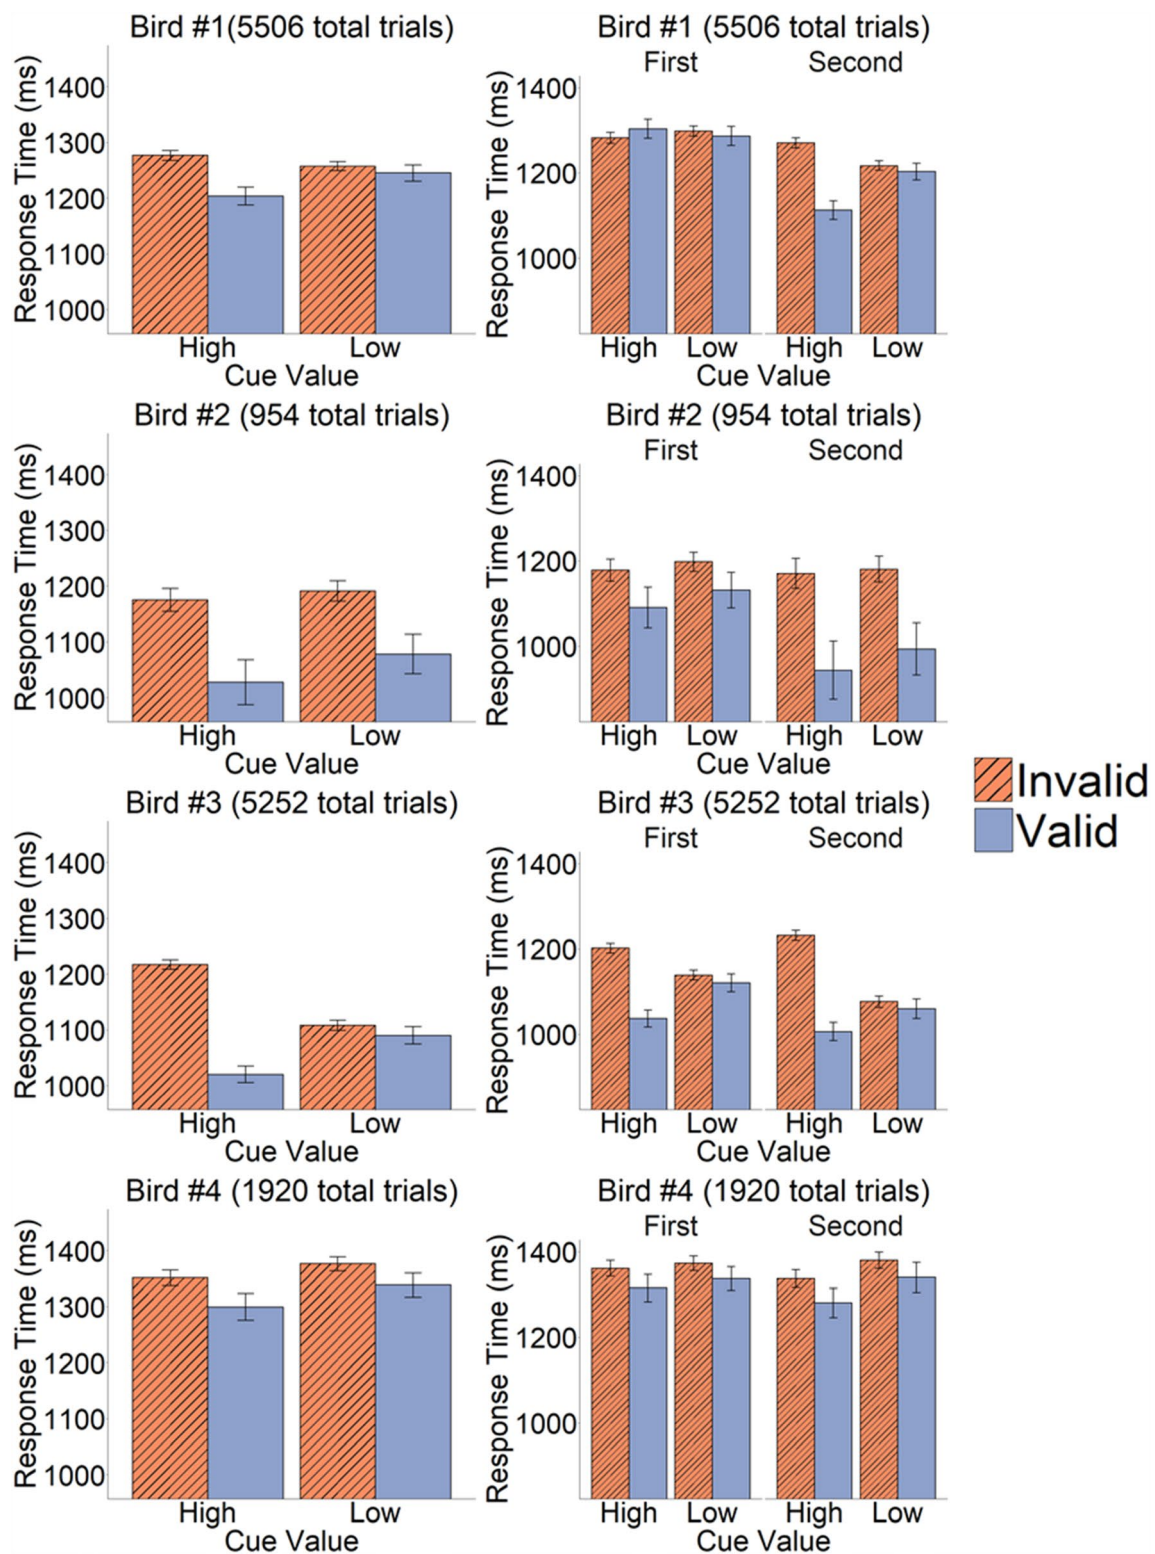 Bird #1(5506 total trials)
Response Time (ms)
1400
1300
1200
1100
1000
High Low
Cue Value
Bird #1 (5506 total trials)
First Second
Response Time (ms)
1400
1200
1000
High Low High Low
Cue Value
Bird #2 (954 total trials)
Response Time (ms)
1400
1300
1200
1100
1000
High Low
Cue Value
Bird #2 (954 total trials)
First Second
Response Time (ms)
1400
1200
1000
High Low High Low
Cue Value
Invalid
Valid
Bird #3 (5252 total trials)
Response Time (ms)
1400
1300
1200
1100
1000
High Low
Cue Value
Bird #3 (5252 total trials)
First Second
Response Time (ms)
1400
1200
1000
High Low High Low
Cue Value
Bird #4 (1920 total trials)
Response Time (ms)
1400
1300
1200
1100
1000
High Low
Cue Value
Bird #4 (1920 total trials)
First Second
Response Time (ms)
1400
1200
1000
High Low High Low
Cue Value